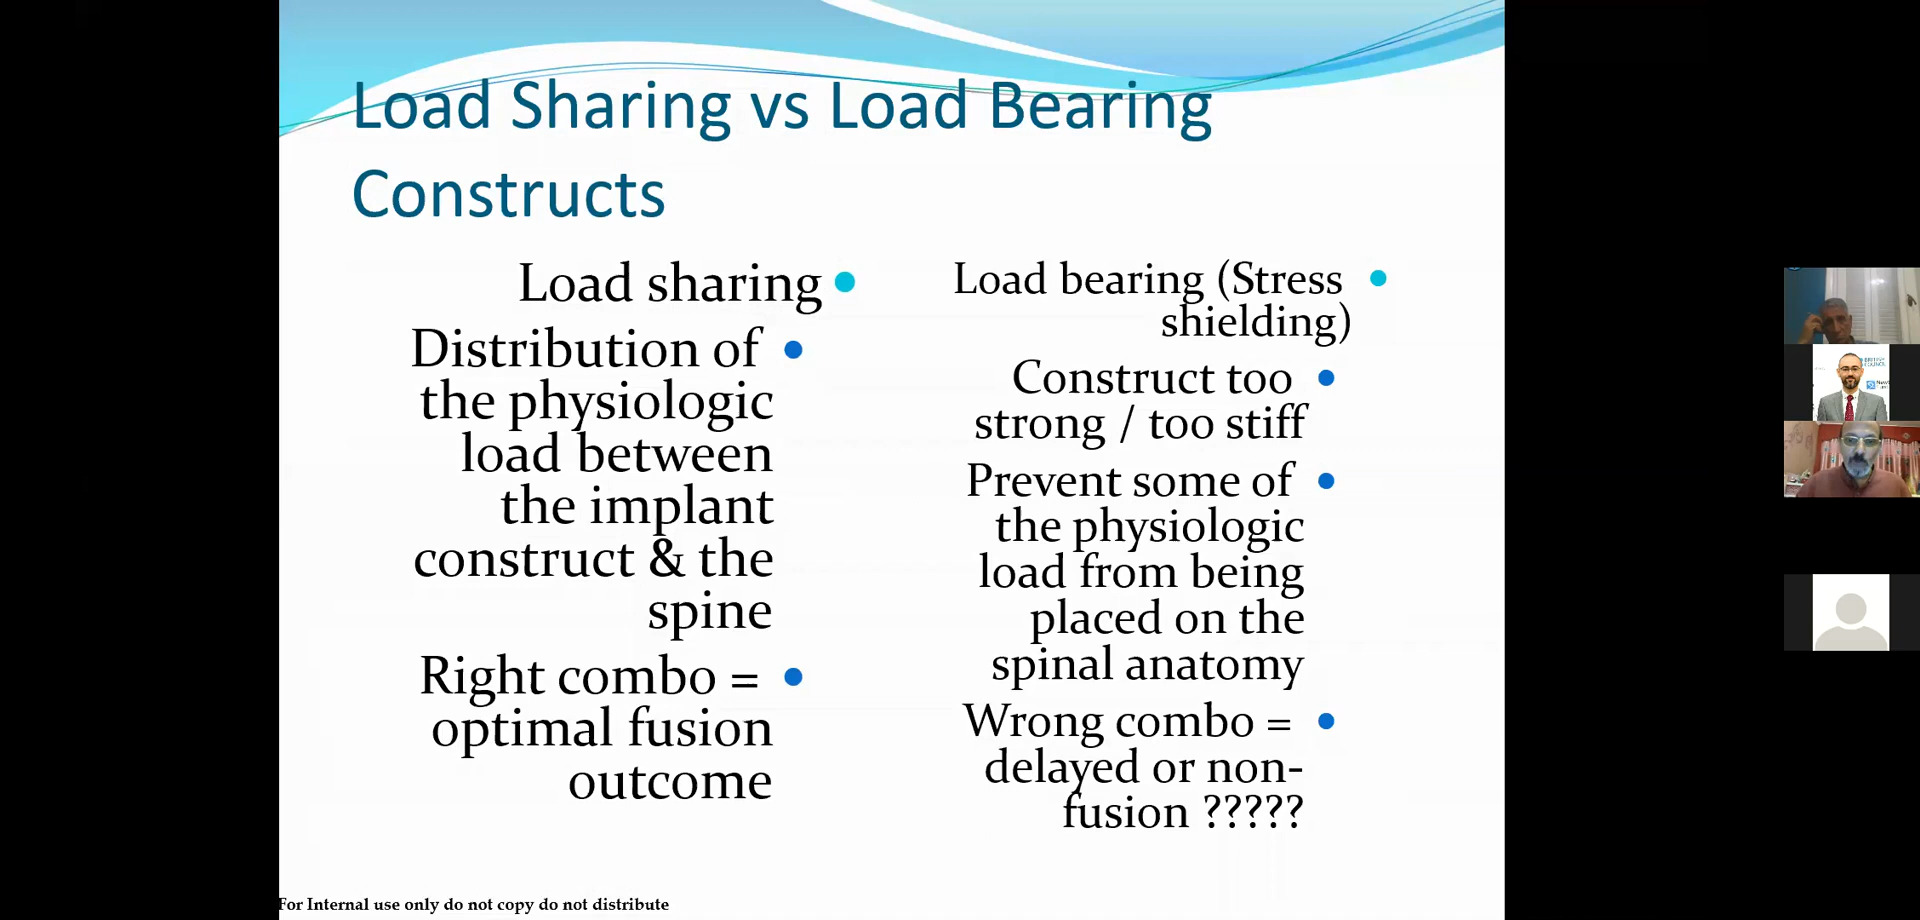 Load Sharing vs Load Bearing
Constructs
Load sharing
Distribution of
the physiologic
load between
the implant
construct & the
spine
Right combo =
optimal fusion
outcome
Load bearing (Stress
shielding)
Construct too
strong / too stiff
Prevent some of
the physiologic
load from being
placed on the
spinal anatomy
Wrong combo =
delayed or non-
fusion ?????
For Internal use only do not copy do not distribute